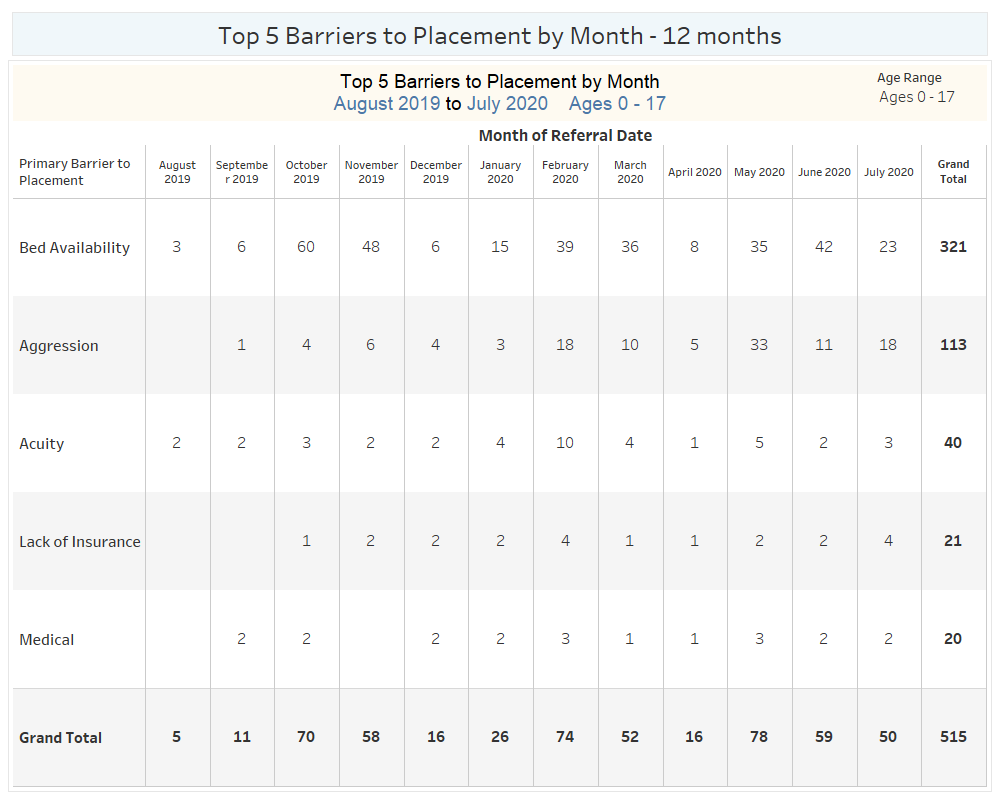 Top 5 Barriers to Placement by Month - 12 months
Top 5 Barriers to Placement by Month
August 2019 to July 2020 Ages 0 - 17
Age Range
Ages 0 - 17
Month of Referral Date
Primary Barrier to
Placement
August
2019
Septembe
r 2019
October
2019
November
2019
December
2019
January
2020
February
2020
March
2020
April 2020
May 2020
June 2020
July 2020
Grand
Total
Bed Availability 3 6 60 48 6 15 39 36 8 35 42 23 321
Aggression 1 4 6 4 3 18 10 5 33 11 18 113
Acuity 2 2 3 2 2 4 10 4 1 5 2 3 40
Lack of Insurance 1 2 2 2 4 1 1 2 2 4 21
Medical 2 2 2 2 3 1 1 3 2 2 20
Grand Total 5 11 70 58 16 26 74 52 16 78 59 50 515